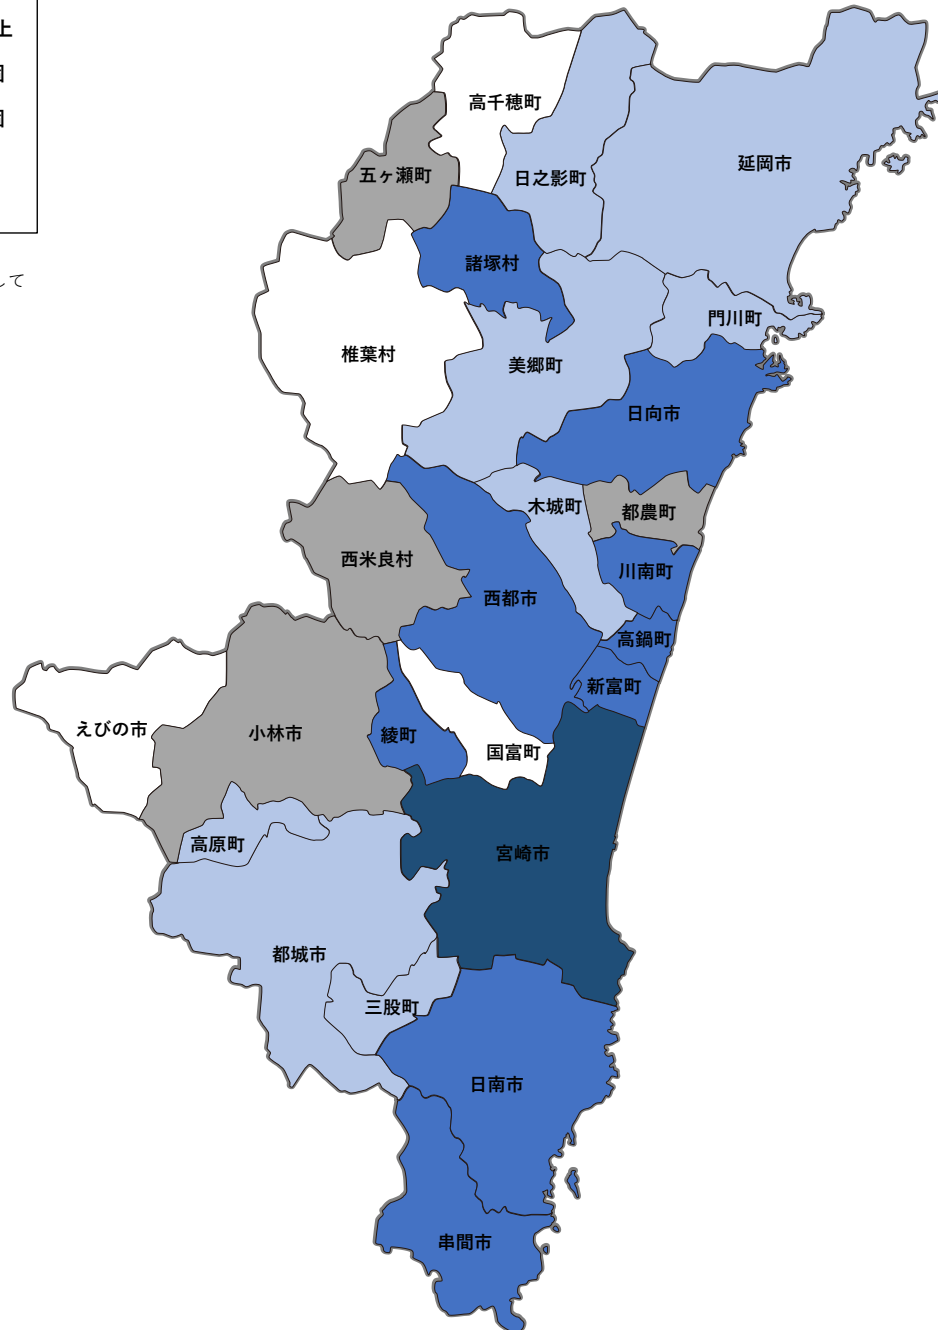 上
して
高千穂町
五ヶ瀬町
日之影町
延岡市
諸塚村
門川町
椎葉村
美郷町
日向市
木城町
都農町
西米良村
川南町
西都市
高鍋町
新富町
えびの市
小林市
綾町
国富町
高原町
宮崎市
都城市
三股町
日南市
串間市